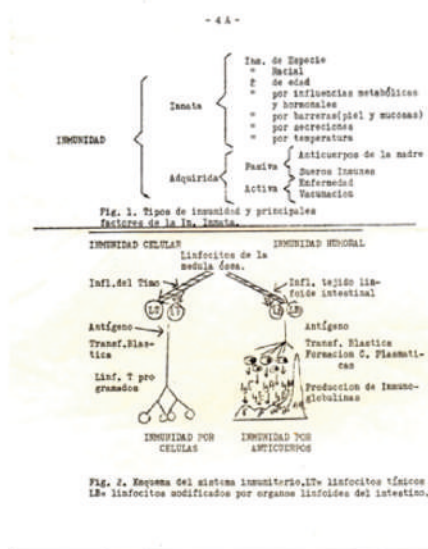 - 4 A -
Inm. de Especie
" Racial
" de edad
" por influencias metabólicas
y hormonales
" por barreras(piel y mucosas)
" por secreciones
" por temperatura
Innata
INMUNIDAD
Adquirida
Pasiva
Anticuerpos de la madre
Sueros Inmunes
Activa
Enfermedad
Vacunacion
Fig. 1. Tipos de inmunidad y principales
factores de la In. Innata.
INMUNIDAD CELULAR
INMUNIDAD HUMORAL
Linfocitos de la
medula ósea.
Infl.del Timo
Infl. tejido lin-
foide intestinal
LT
LT
LB
LB
Antígeno
Antígeno
Transf.Blas-
tica
Transf. Blastica
Formacion C. Plasmati-
cas
Linf. T pro
gramados
Produccion de Inmuno-
globulinas
INMUNIDAD POR
CELULAS
INMUNIDAD POR
ANTICUERPOS
Fig. 2. Esquema del sistema inmunitario.LT= linfocitos tímicos
LB= linfocitos modificados por organos linfoides del intestino.